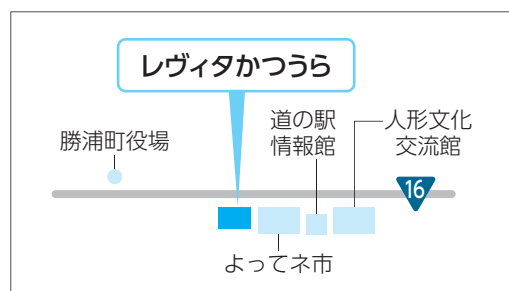 レヴィタかつうら
勝浦町役場
道の駅
情報館
人形文化
交流館
16
よってネ市